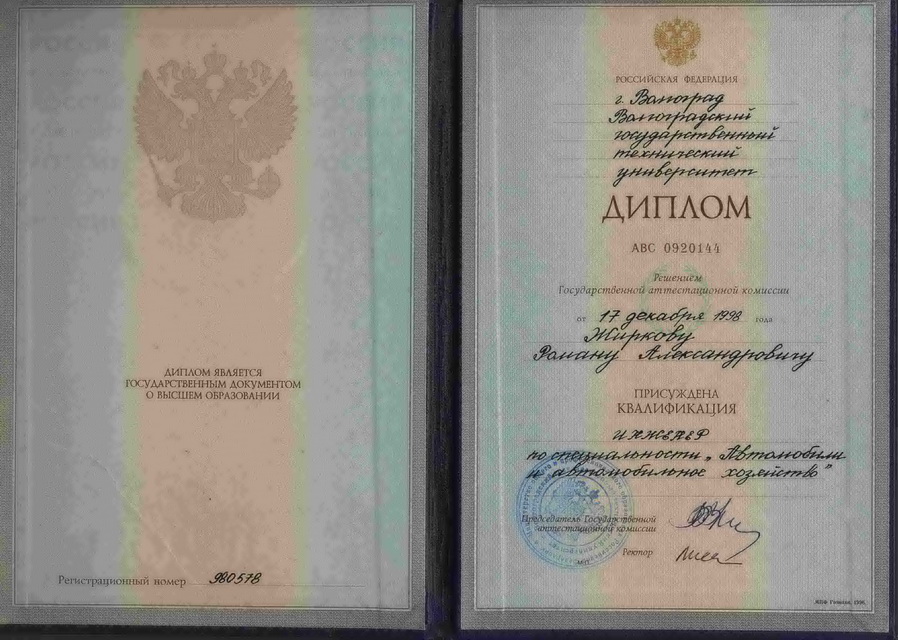 ДИПЛОМ ЯВЛЯЕТСЯ
ГОСУДАРСТВЕННЫМ ДОКУМЕНТОМ
О ВЫСШЕМ ОБРАЗОВАНИИ
Регистрационный номер 980578
РОССИЙСКАЯ ФЕДЕРАЦИЯ
г. Волгоград
Волгоградский
государственный
технический
университет
ДИПЛОМ
АВС 0920144
Решением
Государственной аттестационной комиссии
от 17 декабря 1998 года
Жиркову
Роману Александровичу
ПРИСУЖДЕНА
КВАЛИФИКАЦИЯ
инженер
по специальности „Автомобили
и автомобильное хозяйство"
Председатель Государственной
аттестационной комиссии
Ректор